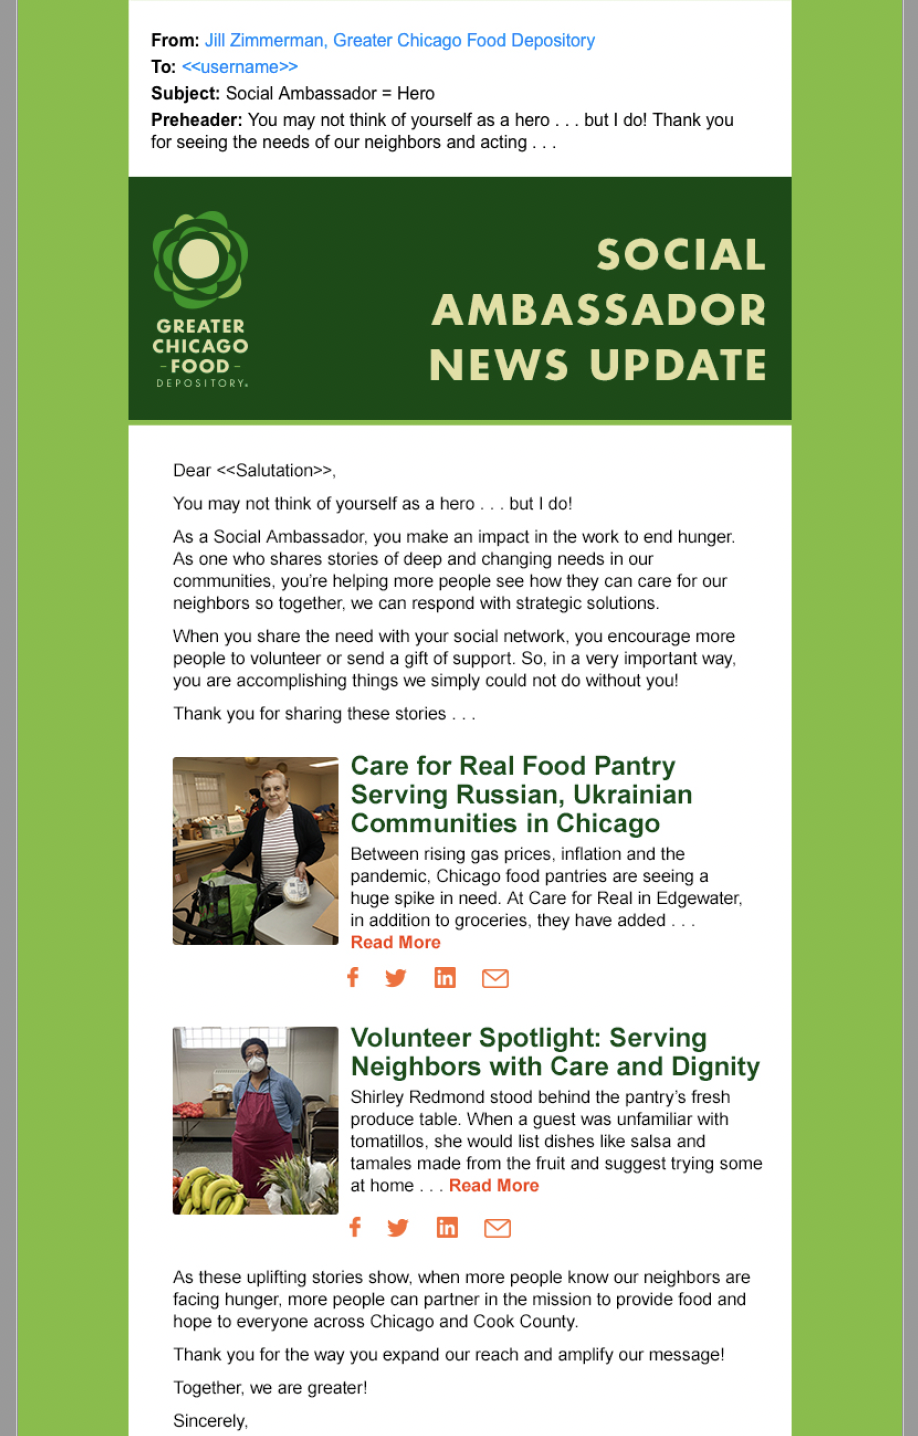 From: Jill Zimmerman, Greater Chicago Food Depository
To: <<username>>
Subject: Social Ambassador = Hero
Preheader: You may not think of yourself as a hero . . . but I do! Thank you
for seeing the needs of our neighbors and acting . . .
GREATER
CHICAGO
- FOOD -
DEPOSITORY®
SOCIAL
AMBASSADOR
NEWS UPDATE
Dear <<Salutation>>,
You may not think of yourself as a hero . . . but I do!
As a Social Ambassador, you make an impact in the work to end hunger.
As one who shares stories of deep and changing needs in our
communities, you’re helping more people see how they can care for our
neighbors so together, we can respond with strategic solutions.
When you share the need with your social network, you encourage more
people to volunteer or send a gift of support. So, in a very important way,
you are accomplishing things we simply could not do without you!
Thank you for sharing these stories . . .
Care for Real Food Pantry
Serving Russian, Ukrainian
Communities in Chicago
Between rising gas prices, inflation and the
pandemic, Chicago food pantries are seeing a
huge spike in need. At Care for Real in Edgewater,
in addition to groceries, they have added . . .
Read More
Volunteer Spotlight: Serving
Neighbors with Care and Dignity
Shirley Redmond stood behind the pantry’s fresh
produce table. When a guest was unfamiliar with
tomatillos, she would list dishes like salsa and
tamales made from the fruit and suggest trying some
at home . . . Read More
As these uplifting stories show, when more people know our neighbors are
facing hunger, more people can partner in the mission to provide food and
hope to everyone across Chicago and Cook County.
Thank you for the way you expand our reach and amplify our message!
Together, we are greater!
Sincerely,